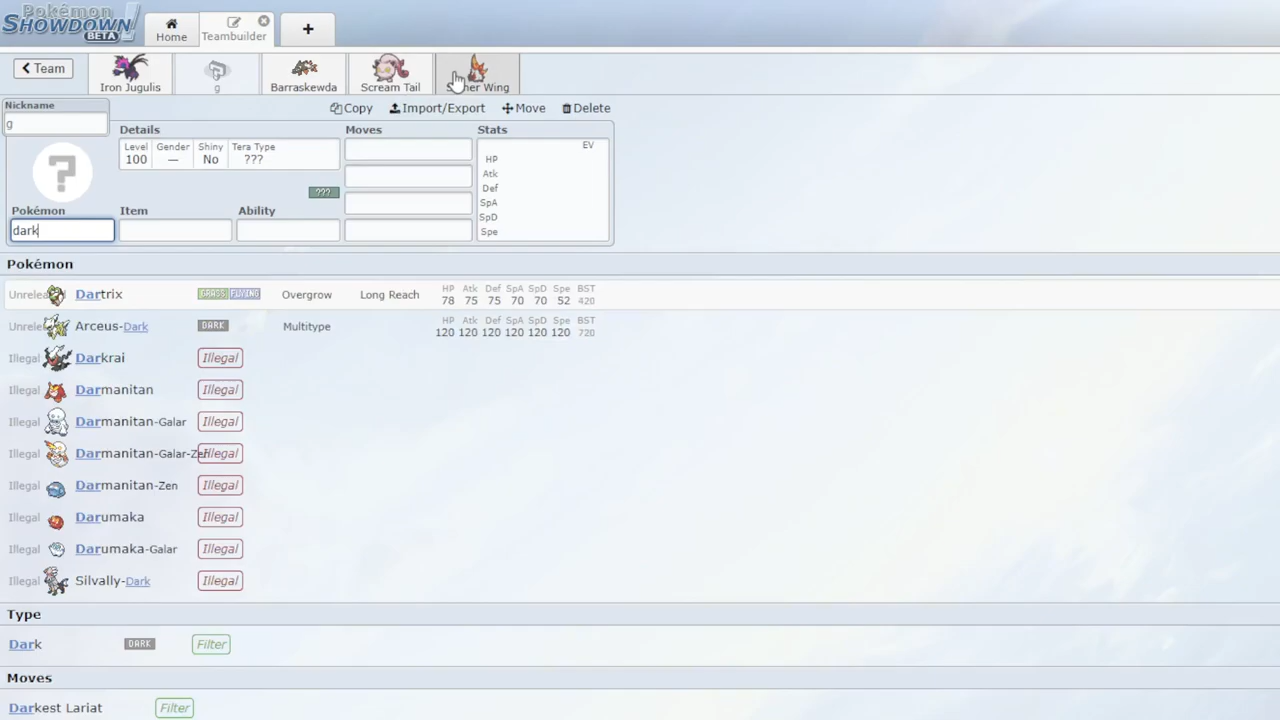 Pokémon
SHOWDOWN!
BETA
Home
Teambuilder
+
Team
Iron Jugulis
g
Barraskewda
Scream Tail
Wing
Nickname
g
Copy
Import/Export
Move
Delete
Details
Moves
Stats
Level
Gender
Shiny
Tera Type
EV
100
—
No
???
HP
Atk
Def
SpA
SpD
Spe
???
Pokémon
Item
Ability
dark
Pokémon
Dartrix
GRASS FLYING
Overgrow
Long Reach
HP Atk Def SpA SpD Spe BST
78 75 75 70 70 52 420
Arceus-Dark
DARK
Multitype
HP Atk Def SpA SpD Spe BST
120 120 120 120 120 120 720
Illegal Darkrai Illegal
Illegal Darmanitan Illegal
Illegal Darmanitan-Galar Illegal
Illegal Darmanitan-Galar-Zen Illegal
Illegal Darmanitan-Zen Illegal
Illegal Darumaka Illegal
Illegal Darumaka-Galar Illegal
Illegal Silvally-Dark Illegal
Type
Dark DARK Filter
Moves
Darkest Lariat Filter